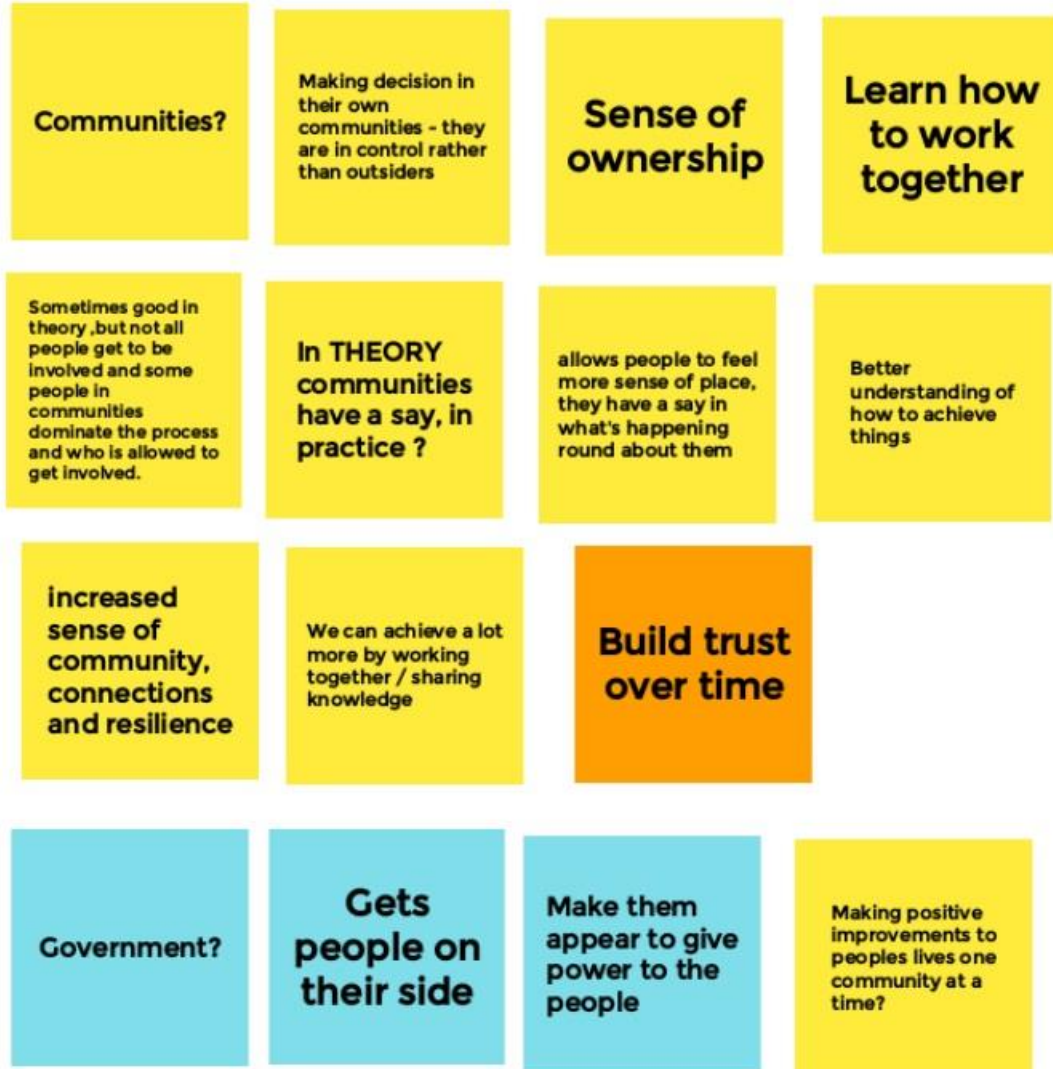 Communities?
Making decision in
their own
communities - they
are in control rather
than outsiders
Sense of
ownership
Learn how
to work
together
Sometimes good in
theory ,but not all
people get to be
involved and some
people in
communities
dominate the process
and who is allowed to
get involved.
In THEORY
communities
have a say, in
practice ?
allows people to feel
more sense of place,
they have a say in
what's happening
round about them
Better
understanding of
how to achieve
things
increased
sense of
community,
connections
and resilience
We can achieve a lot
more by working
together / sharing
knowledge
Build trust
over time
Government?
Gets
people on
their side
Make them
appear to give
power to the
people
Making positive
improvements to
peoples lives one
community at a
time?